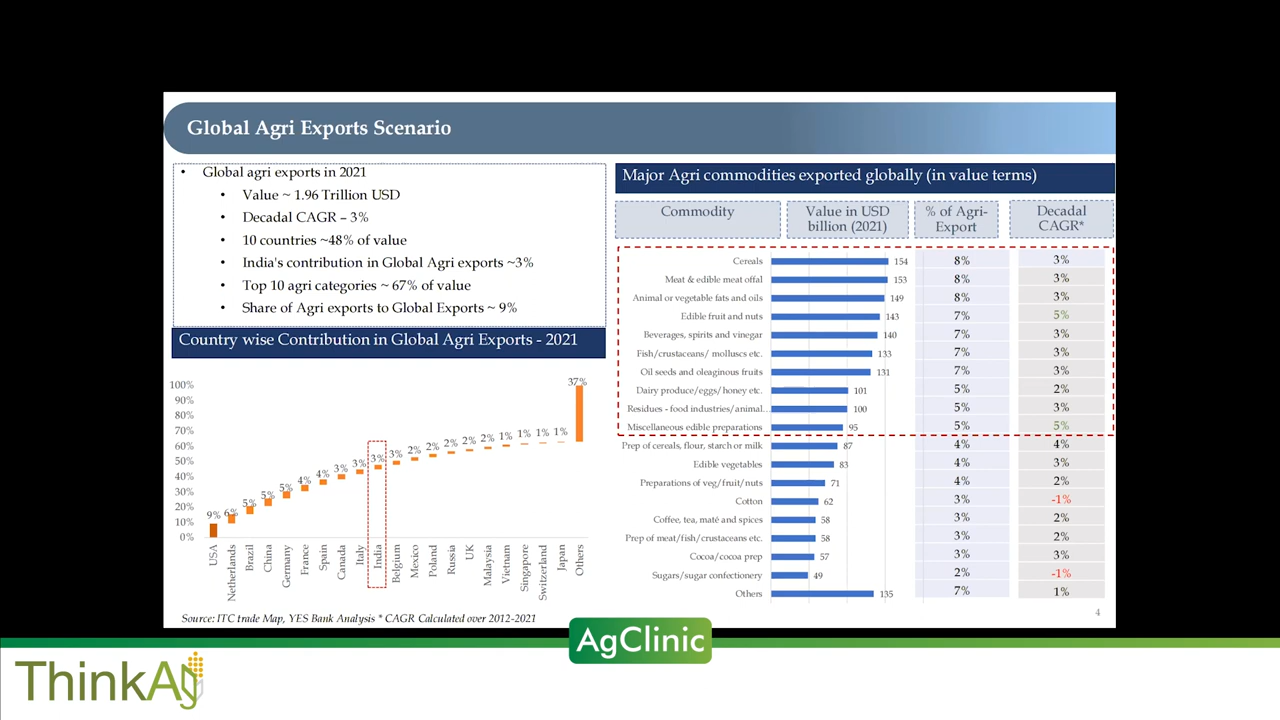 Global Agri Exports Scenario
• Global agri exports in 2021
• Value ~ 1.96 Trillion USD
• Decadal CAGR – 3%
• 10 countries ~48% of value
• India's contribution in Global Agri exports ~3%
• Top 10 agri categories ~ 67% of value
• Share of Agri exports to Global Exports ~ 9%
Country wise Contribution in Global Agri Exports - 2021
100%
90%
80%
70%
60%
50%
40%
30%
20%
10%
0%
9% 6% 5% 5% 5% 4% 4% 3% 3% 3% 3% 2% 2% 2% 2% 2% 1% 1% 1% 1% 37%
USA
Netherlands
Brazil
China
Germany
France
Spain
Canada
Italy
India
Belgium
Mexico
Poland
Russia
UK
Malaysia
Vietnam
Singapore
Switzerland
Japan
Others
Source: ITC trade Map, YES Bank Analysis * CAGR Calculated over 2012-2021
Major Agri commodities exported globally (in value terms)
Commodity
Value in USD
billion (2021)
% of Agri-
Export
Decadal
CAGR*
Cereals 154 8% 3%
Meat & edible meat offal 153 8% 3%
Animal or vegetable fats and oils 149 8% 3%
Edible fruit and nuts 143 7% 5%
Beverages, spirits and vinegar 140 7% 3%
Fish/crustaceans/ molluscs etc. 133 7% 3%
Oil seeds and oleaginous fruits 131 7% 3%
Dairy produce/eggs/honey etc. 101 5% 2%
Residues - food industries/animal... 100 5% 3%
Miscellaneous edible preparations 95 5% 5%
Prep of cereals, flour, starch or milk 87 4% 4%
Edible vegetables 83 4% 3%
Preparations of veg/fruit/nuts 71 4% 2%
Cotton 62 3% -1%
Coffee, tea, maté and spices 58 3% 2%
Prep of meat/fish/crustaceans etc. 58 3% 2%
Cocoa/cocoa prep 57 3% 3%
Sugars/sugar confectionery 49 2% -1%
Others 135 7% 1%
4
AgClinic
ThinkAg